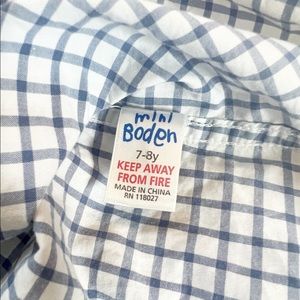 mini
Boden
7-8y
KEEP AWAY
FROM FIRE
MADE IN CHINA
RN 118027